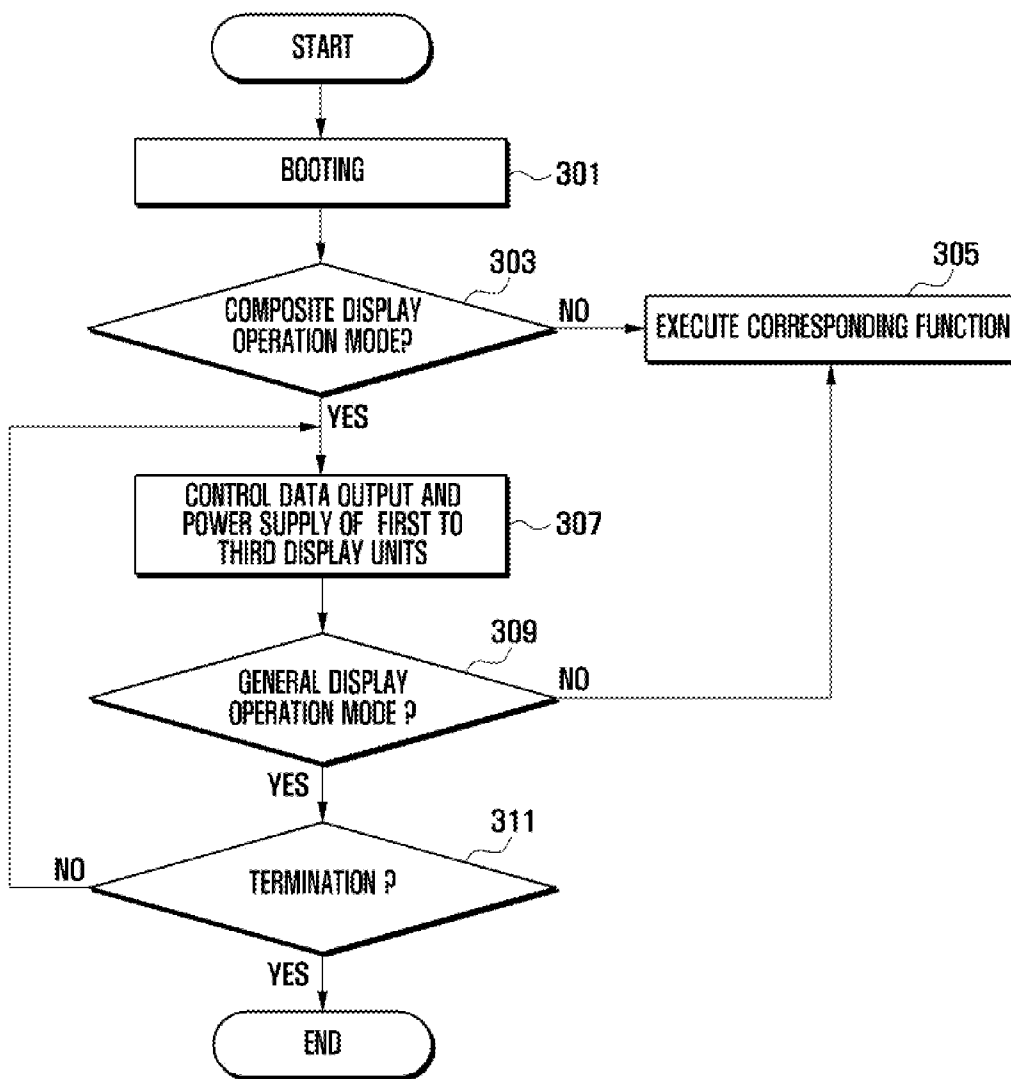 START
BOOTING
301
303
COMPOSITE DISPLAY
OPERATION MODE?
NO
305
EXECUTE CORRESPONDING FUNCTION
YES
CONTROL DATA OUTPUT AND
POWER SUPPLY OF FIRST TO
THIRD DISPLAY UNITS
307
309
GENERAL DISPLAY
OPERATION MODE ?
NO
YES
311
TERMINATION ?
NO
YES
END